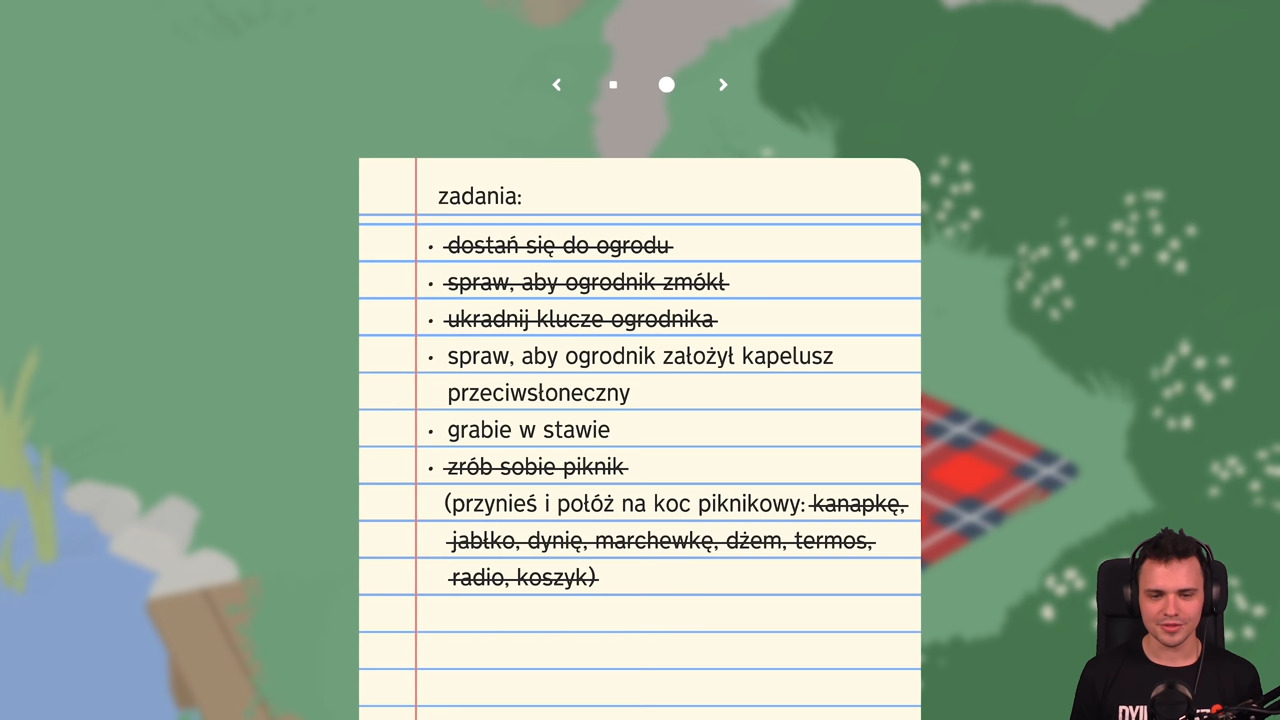 zadania:
dostań się do ogrodu
spraw, aby ogrodnik zmókł
ukradnij klucze ogrodnika
spraw, aby ogrodnik założył kapelusz
przeciwsłoneczny
grabie w stawie
zrób sobie piknik
(przynieś i połóż na koc piknikowy: kanapkę,
jabłko, dynię, marchewkę, dżem, termos,
radio, koszyk)